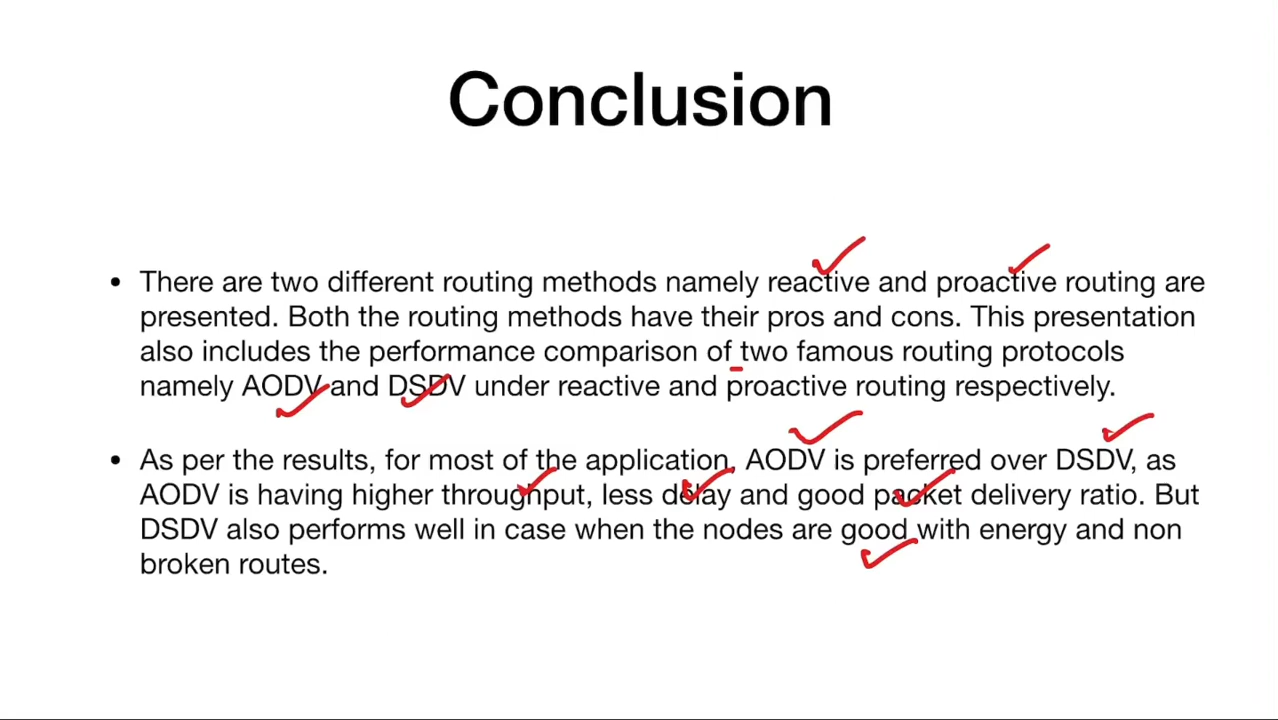 Conclusion
• There are two different routing methods namely reactive and proactive routing are
presented. Both the routing methods have their pros and cons. This presentation
also includes the performance comparison of two famous routing protocols
namely AODV and DSDV under reactive and proactive routing respectively.
• As per the results, for most of the application, AODV is preferred over DSDV, as
AODV is having higher throughput, less delay and good packet delivery ratio. But
DSDV also performs well in case when the nodes are good with energy and non
broken routes.